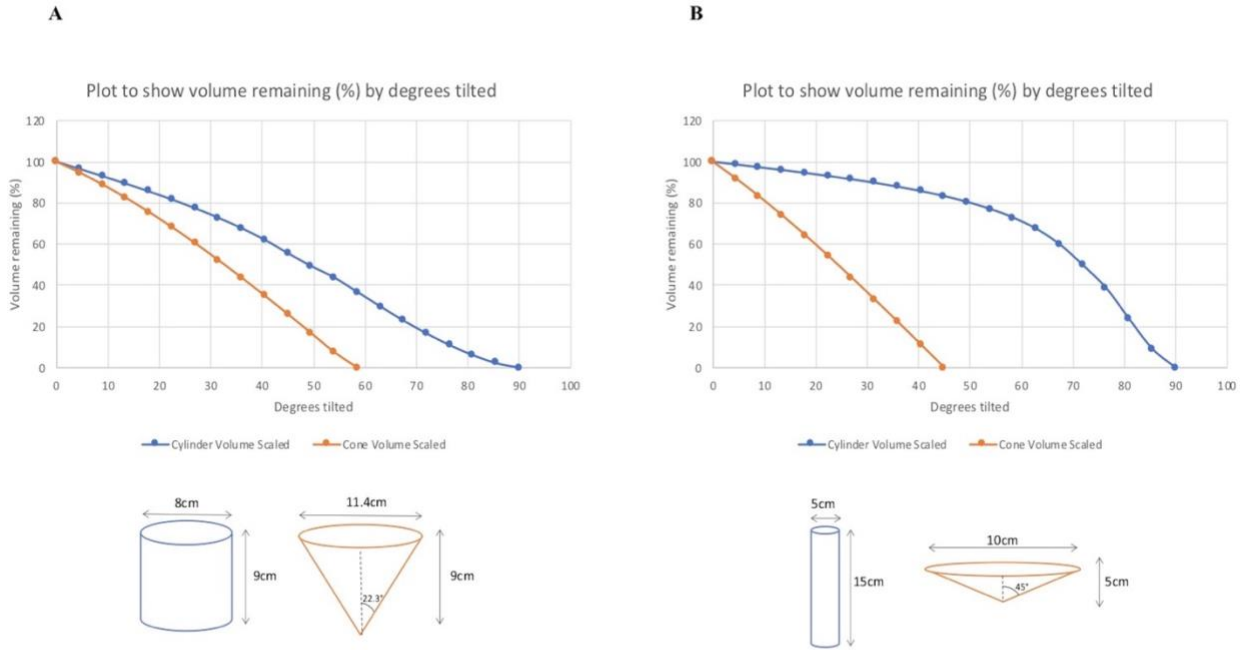 A
Plot to show volume remaining (%) by degrees tilted
Volume remaining (%)
120
100
80
60
40
20
0
0 10 20 30 40 50 60 70 80 90 100
Degrees tilted
Cylinder Volume Scaled Cone Volume Scaled
8cm
9cm
11.4cm
22.3°
9cm
B
Plot to show volume remaining (%) by degrees tilted
Volume remaining (%)
120
100
80
60
40
20
0
0 10 20 30 40 50 60 70 80 90 100
Degrees tilted
Cylinder Volume Scaled Cone Volume Scaled
5cm
15cm
10cm
45°
5cm